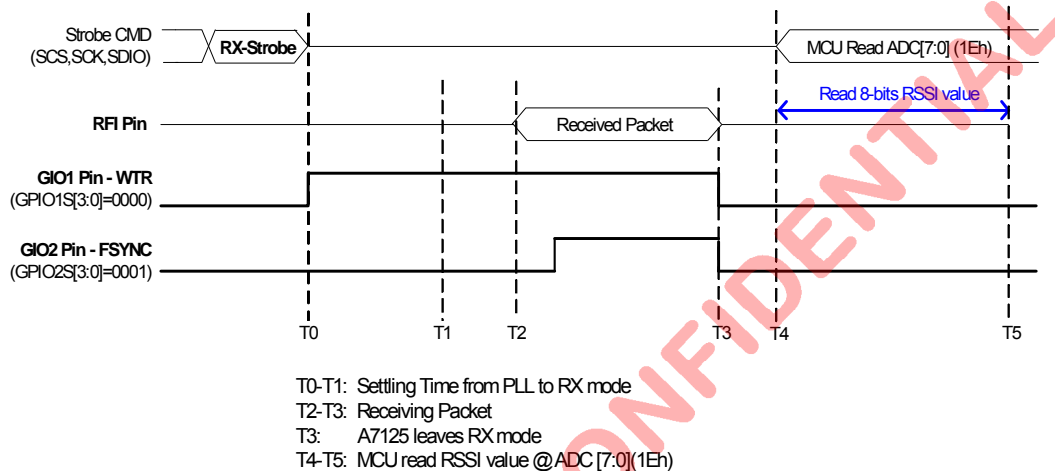 Strobe CMD
(SCS,SCK,SDIO)
RX-Strobe
MCU Read ADC[7:0] (1Eh)
Read 8-bits RSSI value
RFI Pin
Received Packet
GIO1 Pin - WTR
(GPIO1S[3:0]=0000)
GIO2 Pin - FSYNC
(GPIO2S[3:0]=0001)
T0 T1 T2 T3 T4 T5
T0-T1: Settling Time from PLL to RX mode
T2-T3: Receiving Packet
T3: A7125 leaves RX mode
T4-T5: MCU read RSSI value @ ADC [7:0](1Eh)
ONFIDENTIAL